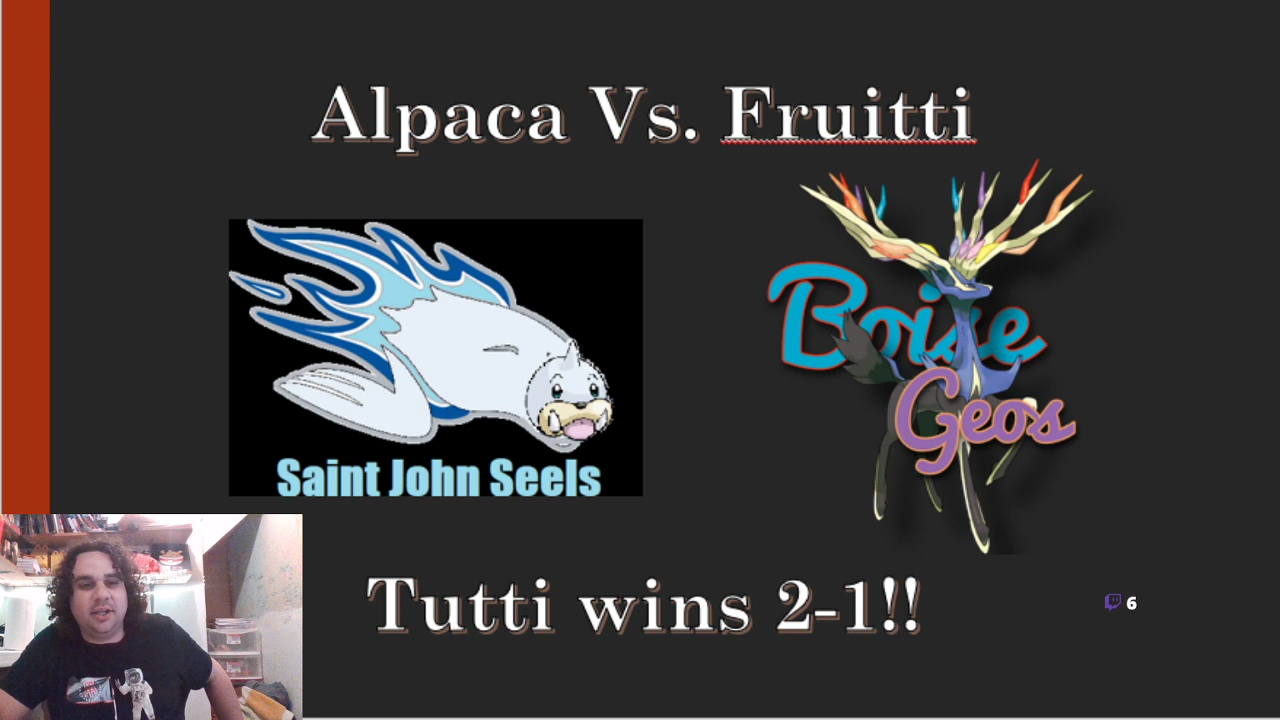 Alpaca Vs. Fruitti
Boise
Geos
Saint John Seels
Tutti wins 2-1!!
6